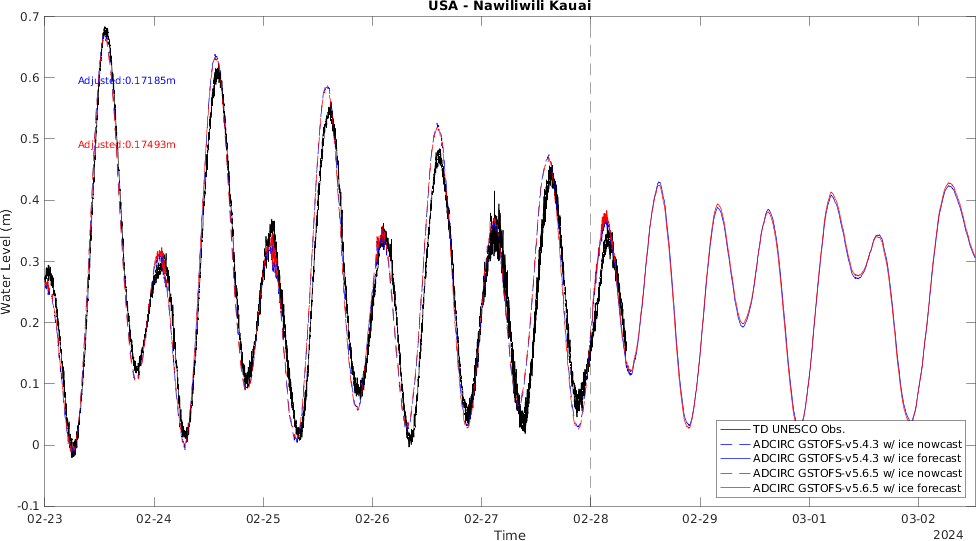 USA - Nawiliwili Kauai
0.7
0.6
0.5
0.4
0.3
0.2
0.1
0
-0.1
Water Level (m)
Adjusted:0.17185m
Adjusted:0.17493m
TD UNESCO Obs.
ADCIRC GSTOFS-v5.4.3 w/ ice nowcast
ADCIRC GSTOFS-v5.4.3 w/ ice forecast
ADCIRC GSTOFS-v5.6.5 w/ ice nowcast
ADCIRC GSTOFS-v5.6.5 w/ ice forecast
02-23 02-24 02-25 02-26 02-27 02-28 02-29 03-01 03-02
Time
2024